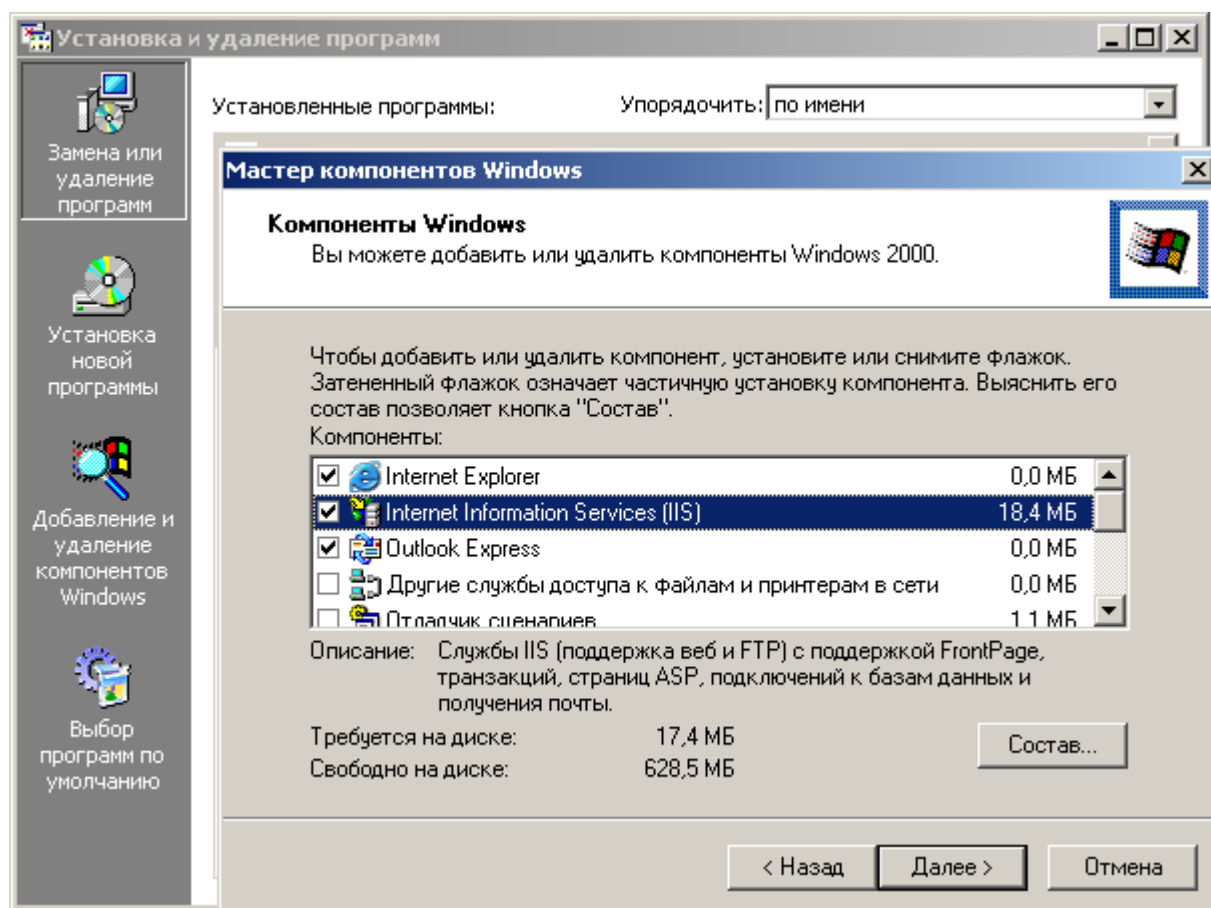 Установка и удаление программ
Замена или
удаление
программ
Установка
новой
программы
Добавление и
удаление
компонентов
Windows
Выбор
программ по
умолчанию
Установленные программы:
Упорядочить: по имени
Мастер компонентов Windows
Компоненты Windows
Вы можете добавить или удалить компоненты Windows 2000.
Чтобы добавить или удалить компонент, установите или снимите флажок.
Затененный флажок означает частичную установку компонента. Выяснить его
состав позволяет кнопка "Состав".
Компоненты:
Internet Explorer 0,0 МБ
Internet Information Services (IIS) 18,4 МБ
Outlook Express 0,0 МБ
Другие службы доступа к файлам и принтерам в сети 0,0 МБ
Отладчик сценариев 1,1 МБ
Описание: Службы IIS (поддержка веб и FTP) с поддержкой FrontPage,
транзакций, страниц ASP, подключений к базам данных и
получения почты.
Требуется на диске: 17,4 МБ
Свободно на диске: 628,5 МБ
Состав...
< Назад
Далее >
Отмена